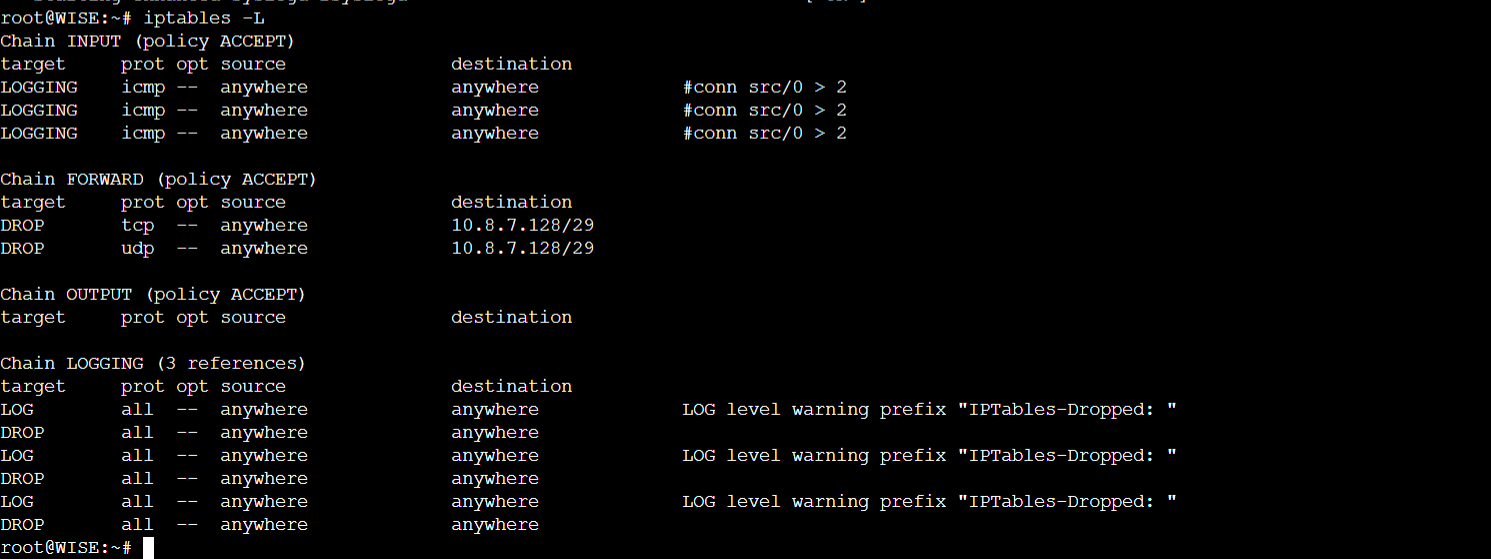 root@WISE:~# iptables -L
Chain INPUT (policy ACCEPT)
target     prot opt source               destination
LOGGING    icmp --  anywhere             anywhere             #conn src/0 > 2
LOGGING    icmp --  anywhere             anywhere             #conn src/0 > 2
LOGGING    icmp --  anywhere             anywhere             #conn src/0 > 2

Chain FORWARD (policy ACCEPT)
target     prot opt source               destination
DROP       tcp  --  anywhere             10.8.7.128/29
DROP       udp  --  anywhere             10.8.7.128/29

Chain OUTPUT (policy ACCEPT)
target     prot opt source               destination

Chain LOGGING (3 references)
target     prot opt source               destination
LOG        all  --  anywhere             anywhere             LOG level warning prefix "IPTables-Dropped: "
DROP       all  --  anywhere             anywhere
LOG        all  --  anywhere             anywhere             LOG level warning prefix "IPTables-Dropped: "
DROP       all  --  anywhere             anywhere
LOG        all  --  anywhere             anywhere             LOG level warning prefix "IPTables-Dropped: "
DROP       all  --  anywhere             anywhere
root@WISE:~#